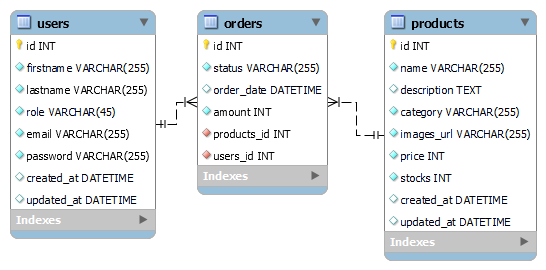 users
id INT
firstname VARCHAR(255)
lastname VARCHAR(255)
role VARCHAR(45)
email VARCHAR(255)
password VARCHAR(255)
created_at DATETIME
updated_at DATETIME
Indexes
orders
id INT
status VARCHAR(255)
order_date DATETIME
amount INT
products_id INT
users_id INT
Indexes
products
id INT
name VARCHAR(255)
description TEXT
category VARCHAR(255)
images_url VARCHAR(255)
price INT
stocks INT
created_at DATETIME
updated_at DATETIME
Indexes